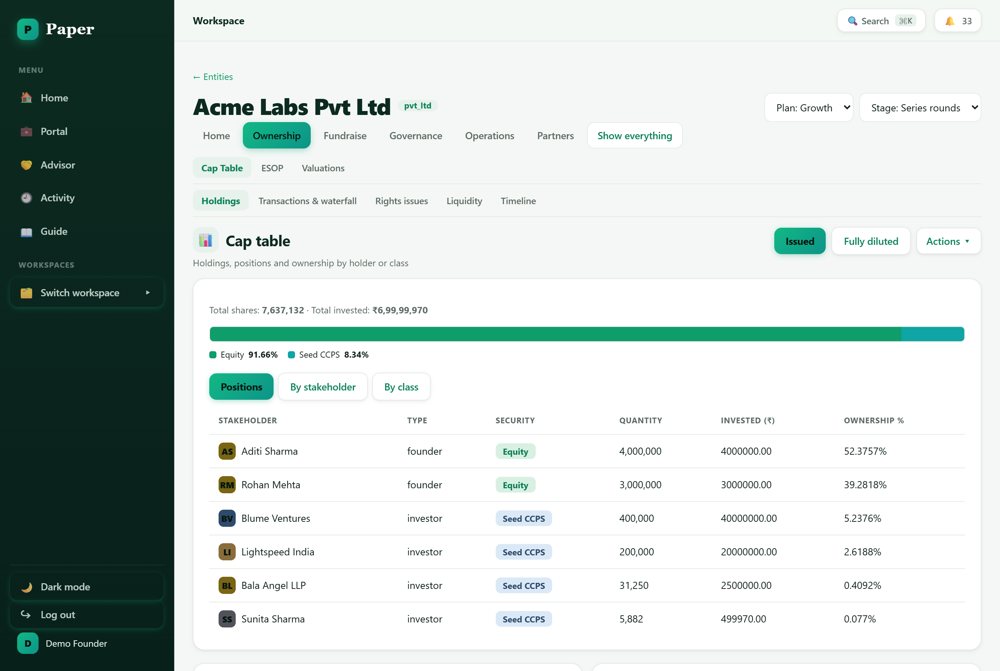 P Paper
MENU
Home
Portal
Advisor
Activity
Guide
WORKSPACES
Switch workspace ▸
Dark mode
Log out
D Demo Founder
Workspace
Search ⌘K
33
← Entities
Acme Labs Pvt Ltd pvt_ltd
Plan: Growth
Stage: Series rounds
Home Ownership Fundraise Governance Operations Partners Show everything
Cap Table ESOP Valuations
Holdings Transactions & waterfall Rights issues Liquidity Timeline
Cap table
Issued Fully diluted Actions ▾
Holdings, positions and ownership by holder or class
Total shares: 7,637,132 · Total invested: ₹6,99,99,970
Equity 91.66% Seed CCPS 8.34%
Positions By stakeholder By class
STAKEHOLDER TYPE SECURITY QUANTITY INVESTED (₹) OWNERSHIP %
AS Aditi Sharma founder Equity 4,000,000 4000000.00 52.3757%
RM Rohan Mehta founder Equity 3,000,000 3000000.00 39.2818%
BV Blume Ventures investor Seed CCPS 400,000 40000000.00 5.2376%
LI Lightspeed India investor Seed CCPS 200,000 20000000.00 2.6188%
BL Bala Angel LLP investor Seed CCPS 31,250 2500000.00 0.4092%
SS Sunita Sharma investor Seed CCPS 5,882 499970.00 0.077%